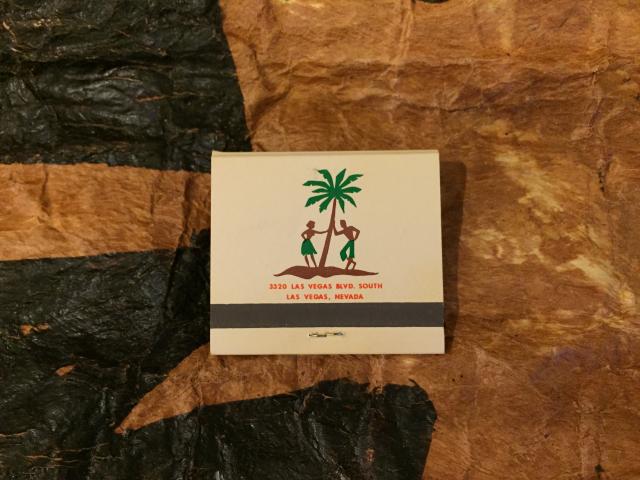 3320 LAS VEGAS BLVD. SOUTH
LAS VEGAS, NEVADA